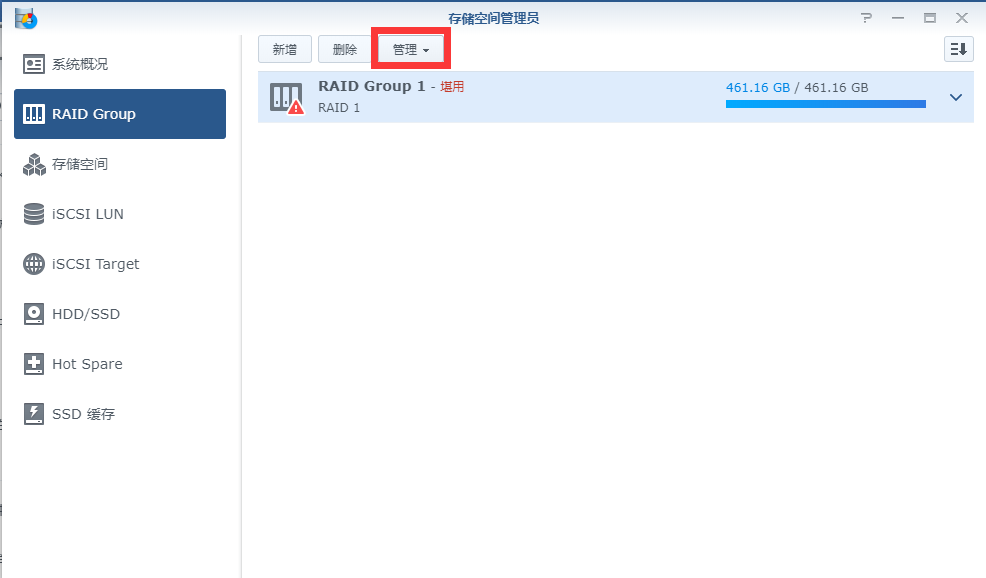 存储空间管理员
系统概况
RAID Group
存储空间
iSCSI LUN
iSCSI Target
HDD/SSD
Hot Spare
SSD 缓存
新增 删除 管理
RAID Group 1 - 堪用 461.16 GB / 461.16 GB
RAID 1